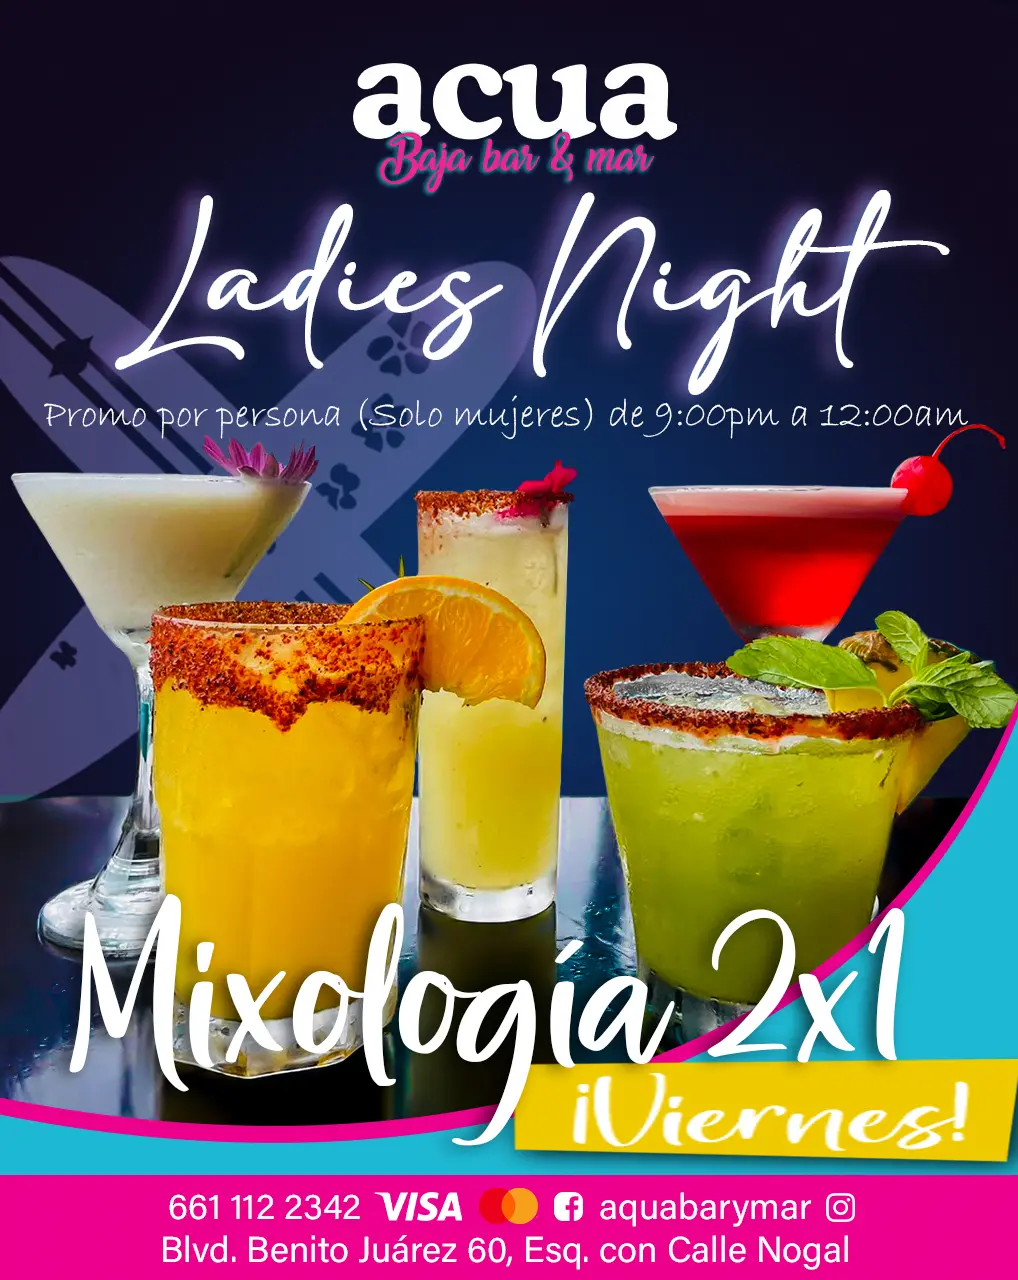 acua
Baja bar & mar
Ladies Night
Promo por persona (Solo mujeres) de 9:00pm a 12:00am
Mixología 2x1
¡Viernes!
661 112 2342 VISA aquabarymar
Blvd. Benito Juárez 60, Esq. con Calle Nogal